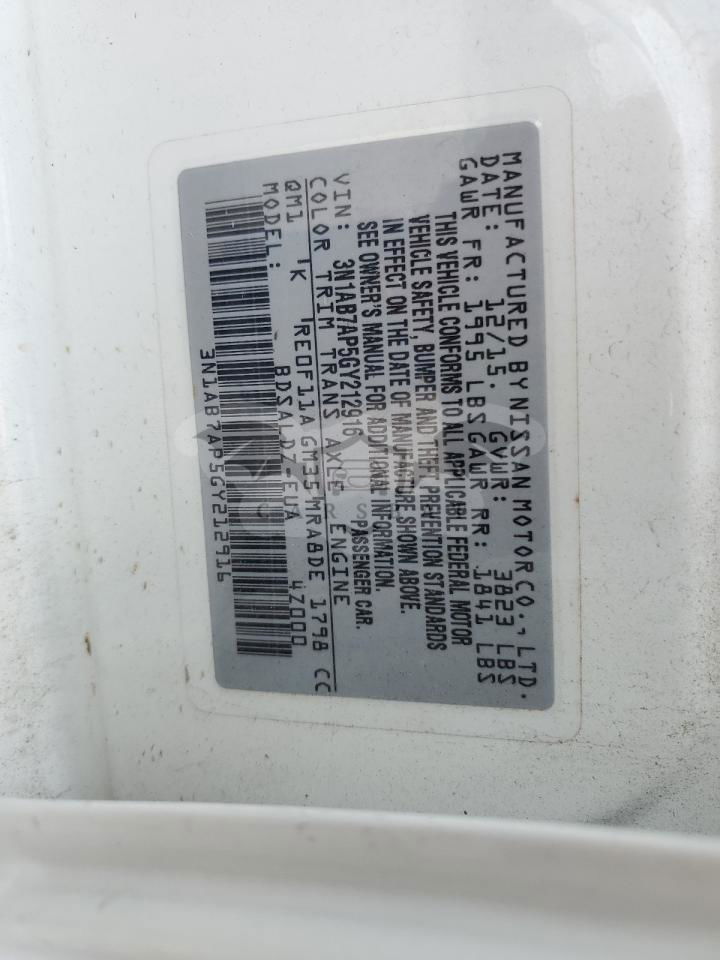 MANUFACTURED BY NISSAN MOTOR CO., LTD.
DATE: 12/15. GVWR: 3823 LBS
GAWR FR: 1995 LBS GAWR RR: 1841 LBS
THIS VEHICLE CONFORMS TO ALL APPLICABLE FEDERAL MOTOR
VEHICLE SAFETY, BUMPER AND THEFT PREVENTION STANDARDS
IN EFFECT ON THE DATE OF MANUFACTURE SHOWN ABOVE.
SEE OWNER'S MANUAL FOR ADDITIONAL INFORMATION.
VIN: 3N1AB7AP5GY212916 PASSENGER CAR.
COLOR TRIM TRANS AXLE ENGINE
QM1 K RE0F11A GM35 MRA8DE 1798 CC
MODEL: BDSALDZ-EUA 4Z000
3N1AB7AP5GY212916